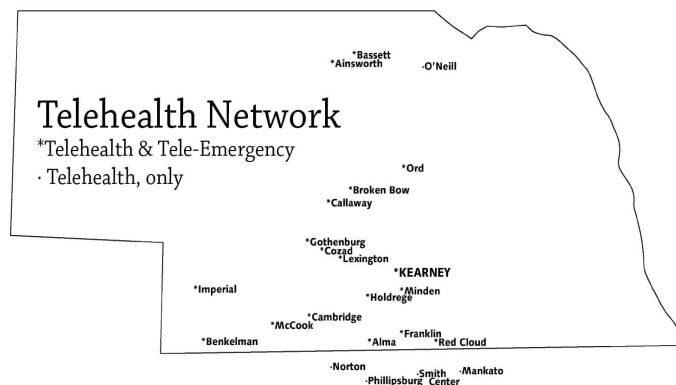 *Bassett
*Ainsworth
·O'Neill
Telehealth Network
*Telehealth & Tele-Emergency
· Telehealth, only
*Ord
*Broken Bow
*Callaway
*Gothenburg
*Cozad
*Lexington
*KEARNEY
*Imperial
*Minden
*Holdrege
*Cambridge
*McCook
*Franklin
*Benkelman
*Alma
*Red Cloud
·Norton
·Phillipsburg
·Smith
Center
·Mankato